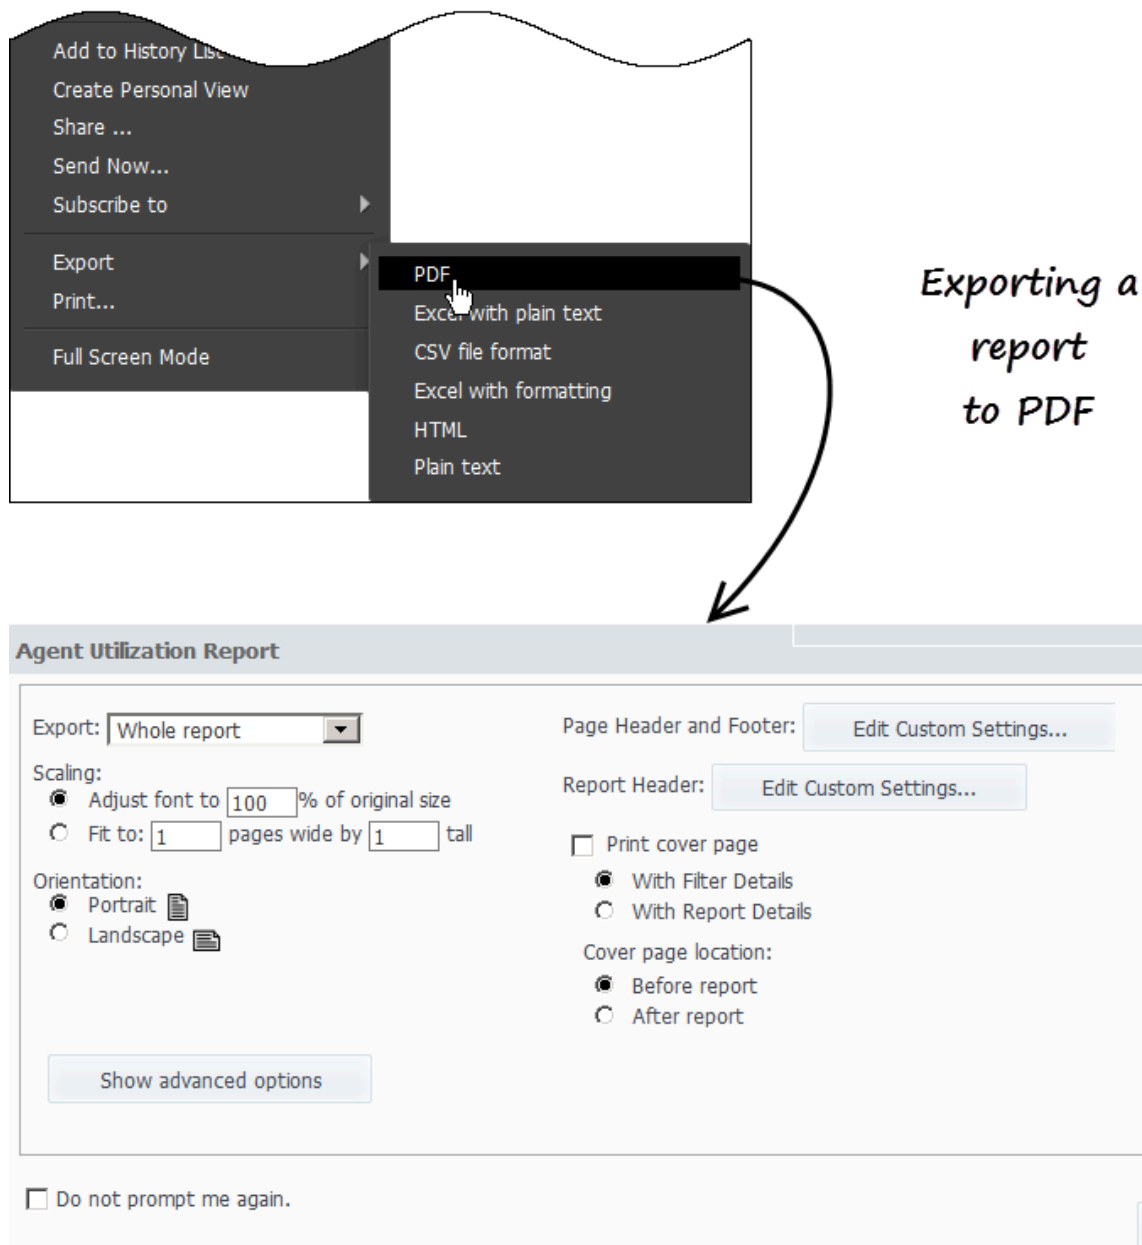 Add to History List
Create Personal View
Share ...
Send Now...
Subscribe to
Export
Print...
Full Screen Mode
PDF
Excel with plain text
CSV file format
Excel with formatting
HTML
Plain text
Exporting a
report
to PDF
Agent Utilization Report
Export: Whole report
Scaling:
Adjust font to 100 % of original size
Fit to: 1 pages wide by 1 tall
Orientation:
Portrait
Landscape
Show advanced options
Page Header and Footer: Edit Custom Settings...
Report Header: Edit Custom Settings...
Print cover page
With Filter Details
With Report Details
Cover page location:
Before report
After report
Do not prompt me again.